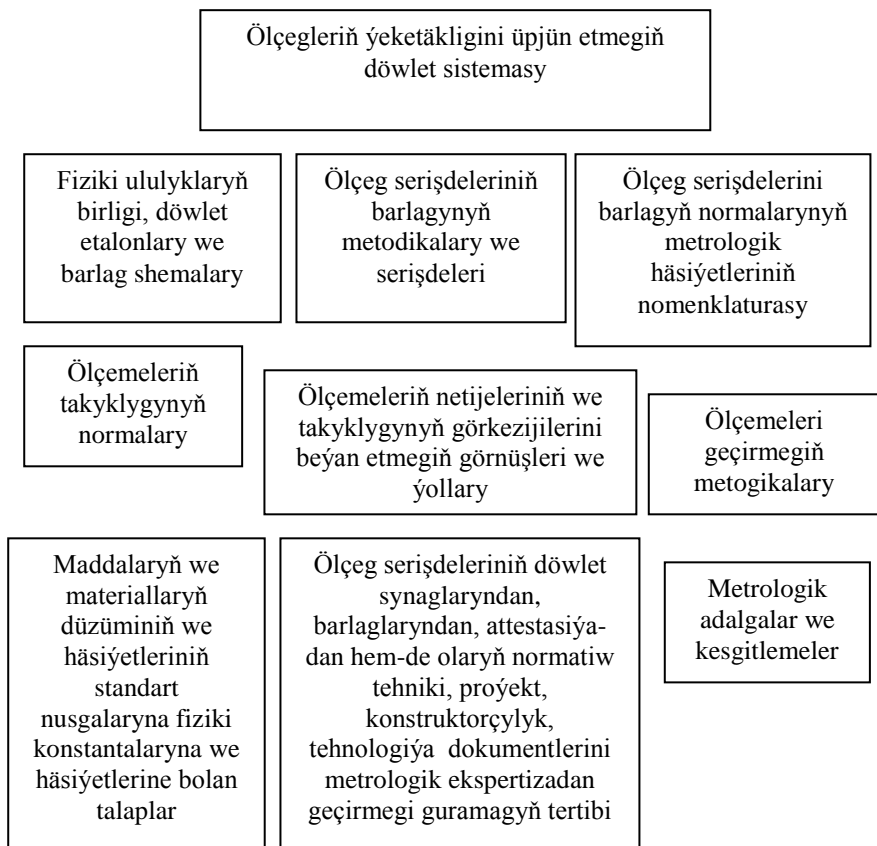 Ölçegleriň ýeketäkligini üpjün etmegiň
döwlet sistemasy
Fiziki ululyklaryň
birligi, döwlet
etalonlary we
barlag shemalary
Ölçeg serişdeleriniň
barlagynyň
metodikalary we
serişdeleri
Ölçeg serişdelerini
barlagyň normalarynyň
metrologik
häsiýetleriniň
nomenklaturasy
Ölçemeleriň
takyklygynyň
normalary
Ölçemeleriň netijeleriniň we
takyklygynyň görkezijilerini
beýan etmegiň görnüşleri we
ýollary
Ölçemeleri
geçirmegiň
metogikalary
Maddalaryň we
materiallaryň
düzüminiň we
häsiýetleriniň
standart
nusgalaryna fiziki
konstantalaryna we
häsiýetlerine bolan
talaplar
Ölçeg serişdeleriniň döwlet
synaglaryndan,
barlaglaryndan, attestasiýa-
dan hem-de olaryň normatiw
tehniki, proýekt,
konstruktorçylyk,
tehnologiýa dokumentlerini
metrologik ekspertizadan
geçirmegi guramagyň tertibi
Metrologik
adalgalar we
kesgitlemeler